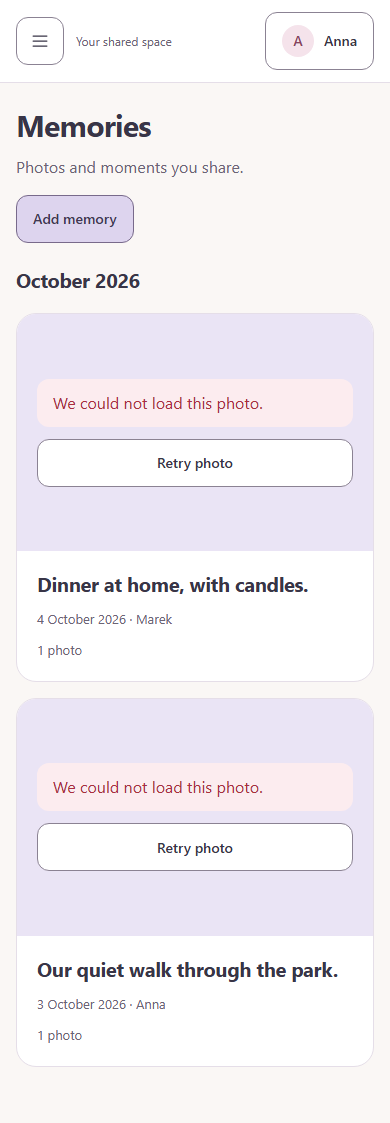 Your shared space
A
Anna
Memories
Photos and moments you share.
Add memory
October 2026
We could not load this photo.
Retry photo
Dinner at home, with candles.
4 October 2026 · Marek
1 photo
We could not load this photo.
Retry photo
Our quiet walk through the park.
3 October 2026 · Anna
1 photo